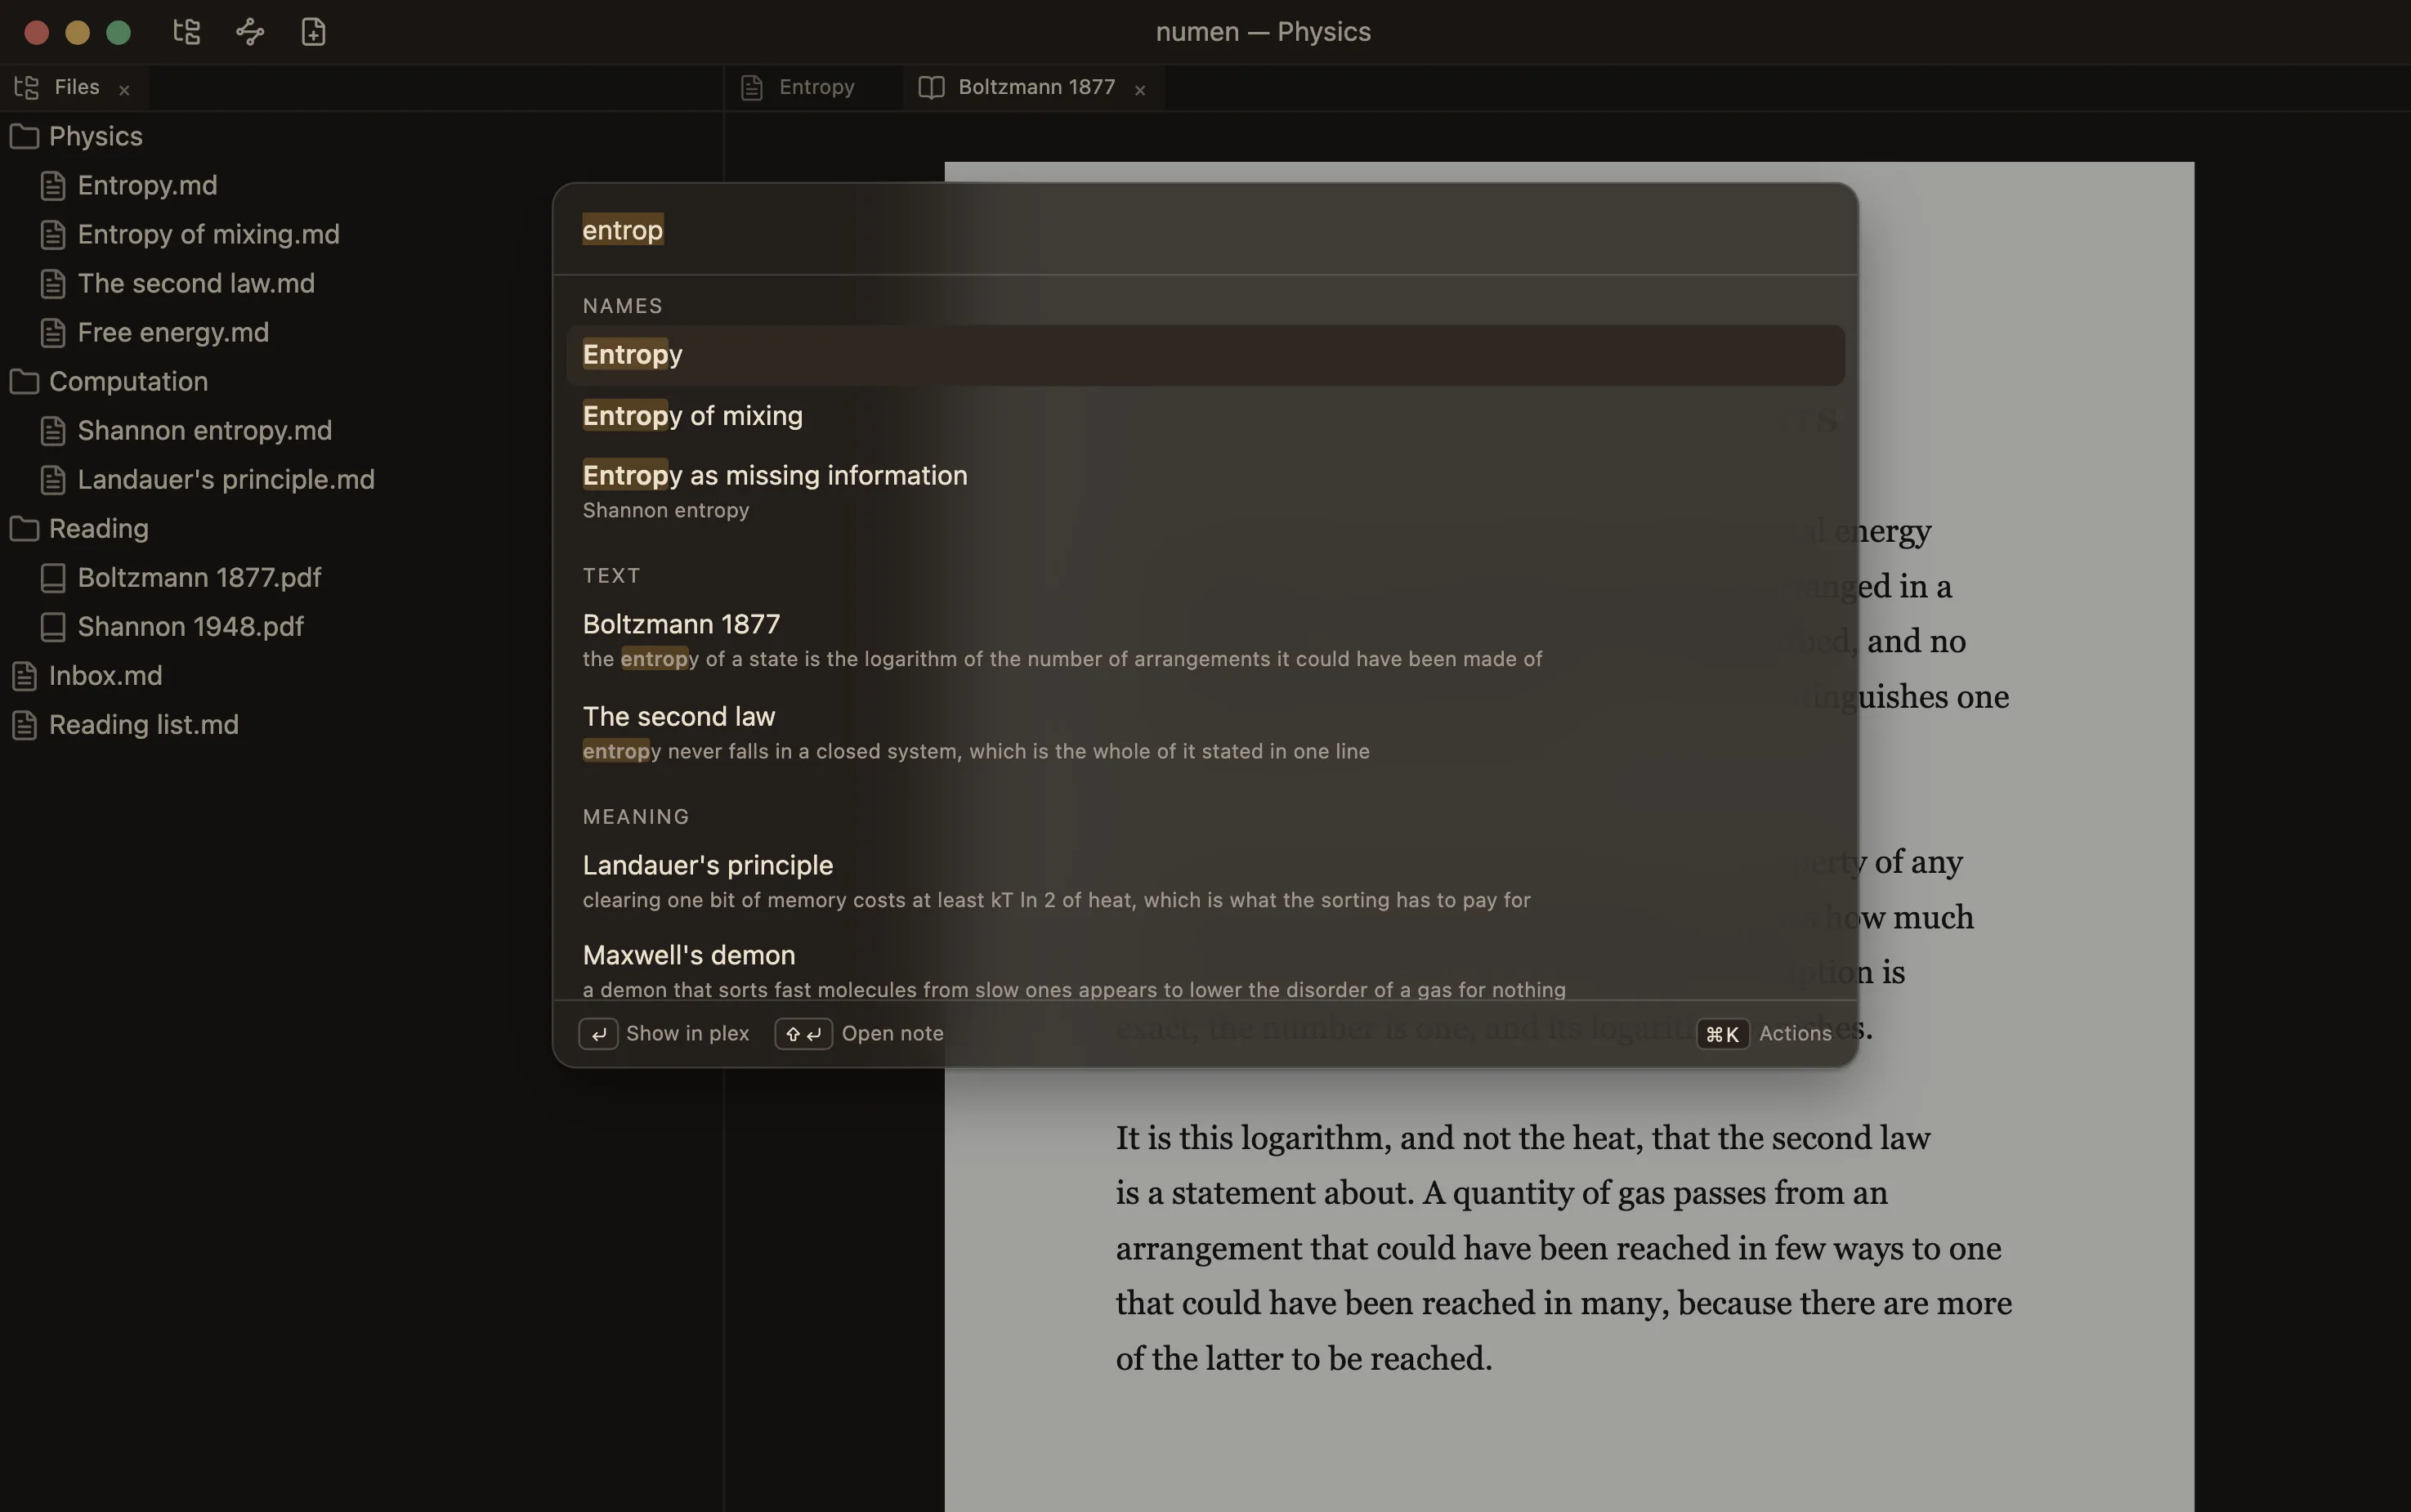 numen — Physics
Files
Entropy
Boltzmann 1877
Physics
Entropy.md
Entropy of mixing.md
The second law.md
Free energy.md
Computation
Shannon entropy.md
Landauer's principle.md
Reading
Boltzmann 1877.pdf
Shannon 1948.pdf
Inbox.md
Reading list.md
entrop
NAMES
Entropy
Entropy of mixing
Entropy as missing information
Shannon entropy
TEXT
Boltzmann 1877
the entropy of a state is the logarithm of the number of arrangements it could have been made of
The second law
entropy never falls in a closed system, which is the whole of it stated in one line
MEANING
Landauer's principle
clearing one bit of memory costs at least kT ln 2 of heat, which is what the sorting has to pay for
Maxwell's demon
a demon that sorts fast molecules from slow ones appears to lower the disorder of a gas for nothing
Show in plex
Open note
⌘K Actions
energy
in a
and no
one
of any
how much
is
exact, the number is one, and its
It is this logarithm, and not the heat, that the second law
is a statement about. A quantity of gas passes from an
arrangement that could have been reached in few ways to one
that could have been reached in many, because there are more
of the latter to be reached.